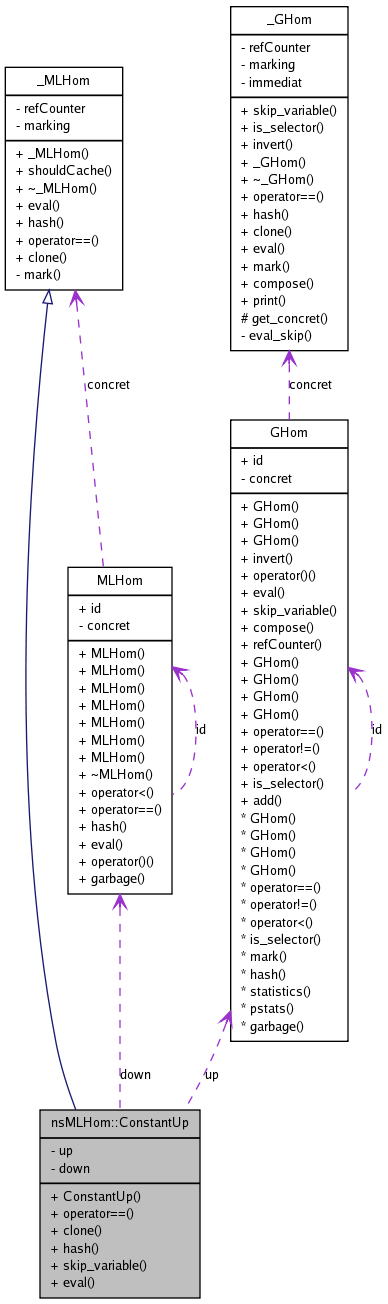 _GHom
- refCounter
- marking
- immediat
+ skip_variable()
+ is_selector()
+ invert()
+ _GHom()
+ ~_GHom()
+ operator==()
+ hash()
+ clone()
+ eval()
+ mark()
+ compose()
+ print()
# get_concret()
- eval_skip()
_MLHom
- refCounter
- marking
+ _MLHom()
+ shouldCache()
+ ~_MLHom()
+ eval()
+ hash()
+ operator==()
+ clone()
- mark()
concret
concret
GHom
+ id
- concret
+ GHom()
+ GHom()
+ GHom()
+ invert()
+ operator()()
+ eval()
+ skip_variable()
+ compose()
+ refCounter()
+ GHom()
+ GHom()
+ GHom()
+ GHom()
+ operator==()
+ operator!=()
+ operator<()
+ is_selector()
+ add()
* GHom()
* GHom()
* GHom()
* GHom()
* operator==()
* operator!=()
* operator<()
* is_selector()
* mark()
* hash()
* statistics()
* pstats()
* garbage()
id
MLHom
+ id
- concret
+ MLHom()
+ MLHom()
+ MLHom()
+ MLHom()
+ MLHom()
+ MLHom()
+ MLHom()
+ ~MLHom()
+ operator<()
+ operator==()
+ hash()
+ eval()
+ operator()()
+ garbage()
id
down
up
nsMLHom::ConstantUp
- up
- down
+ ConstantUp()
+ operator==()
+ clone()
+ hash()
+ skip_variable()
+ eval()